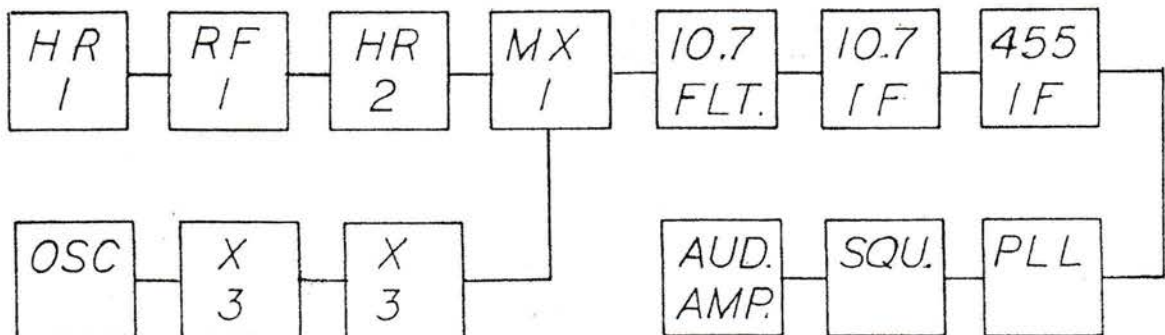 HR
1
RF
1
HR
2
MX
1
10.7
FLT.
10.7
IF
455
IF
OSC
X
3
X
3
AUD.
AMP.
SQU.
PLL